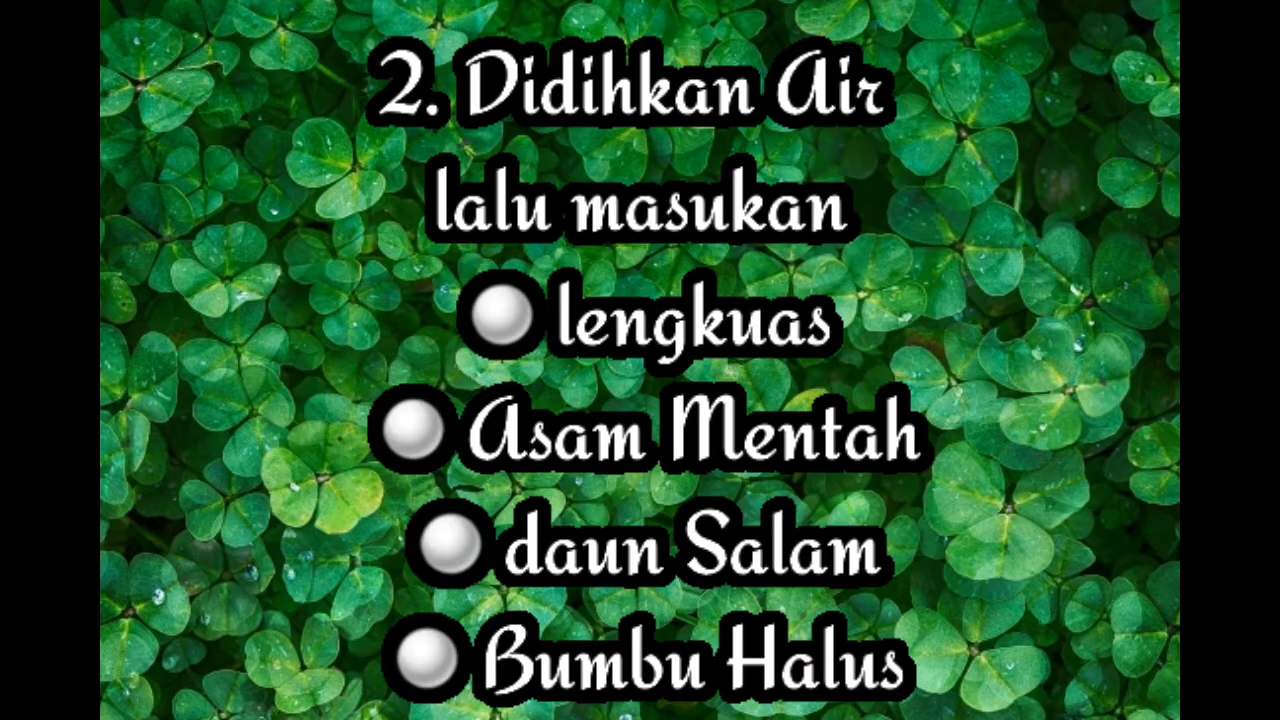 2. Didihkan Air
lalu masukan
⚪ lengkuas
⚪ Asam Mentah
⚪ daun Salam
⚪ Bumbu Halus